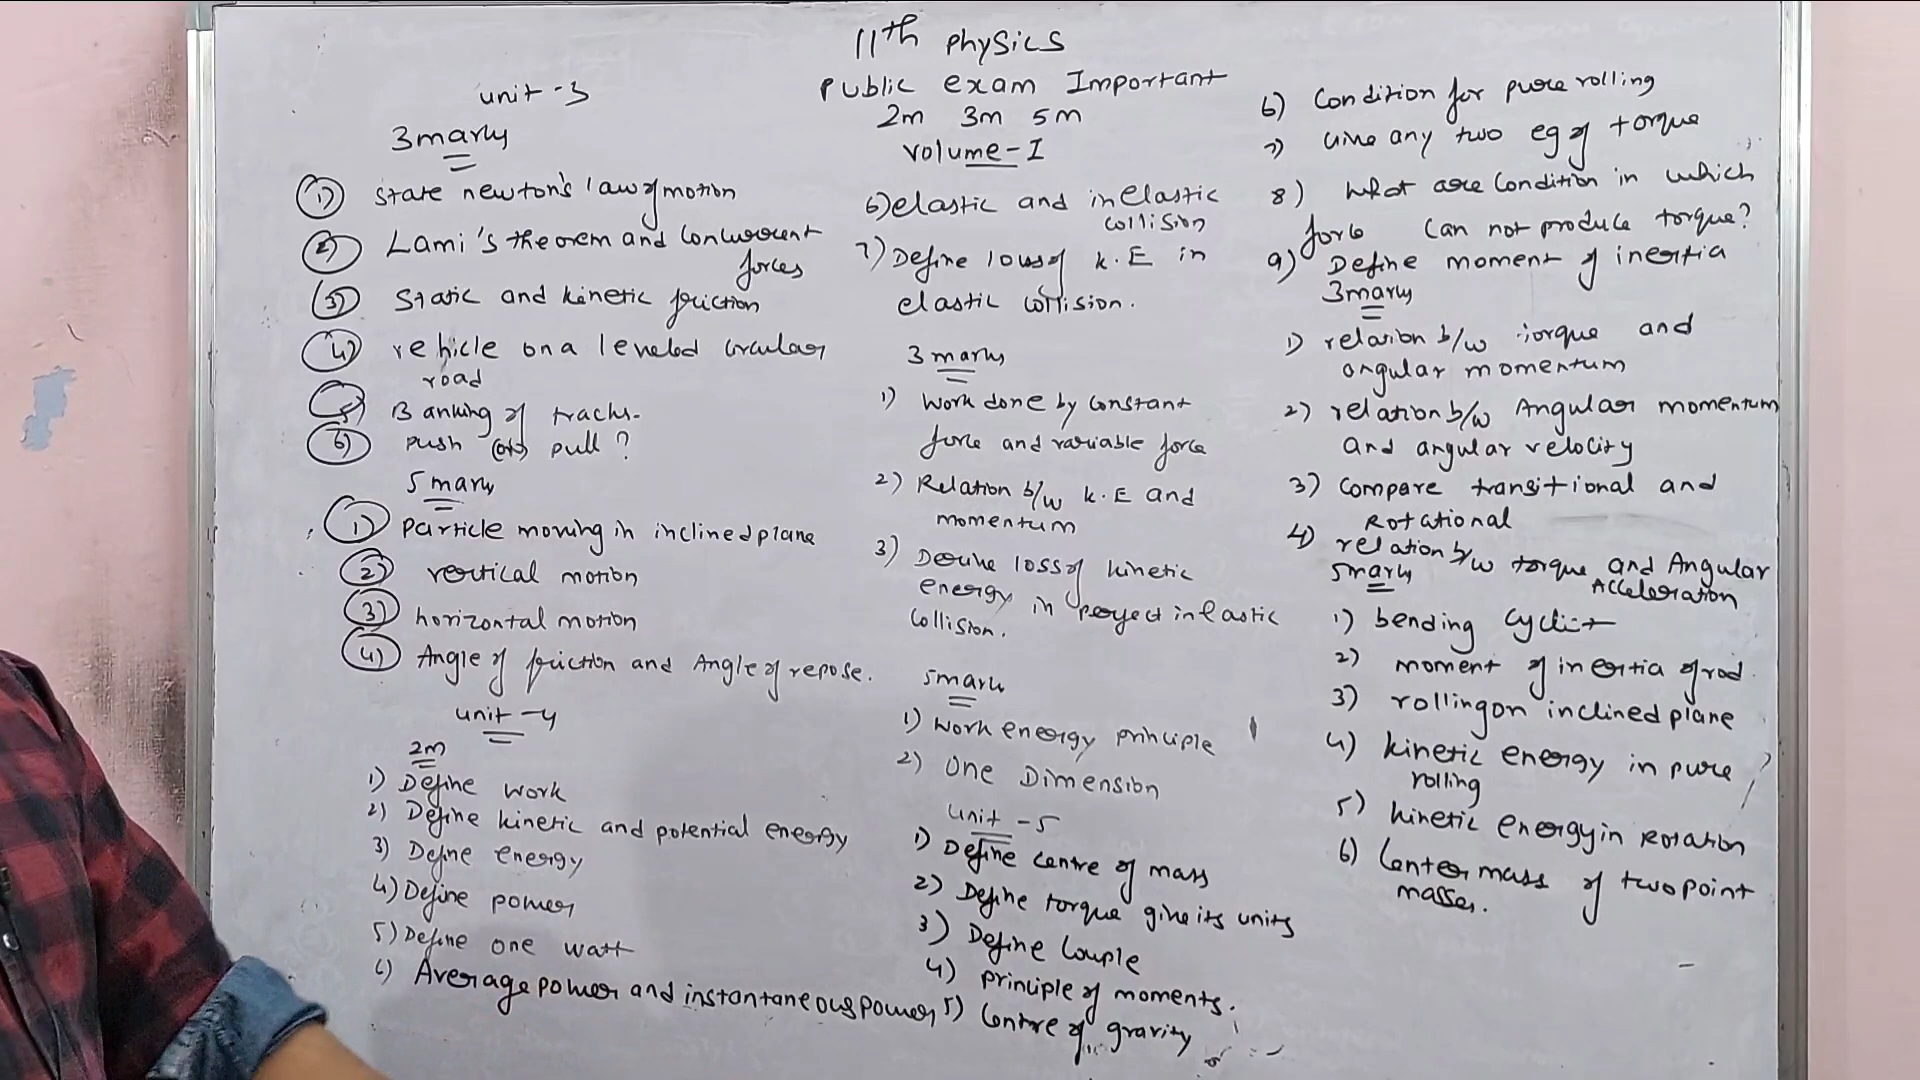 11th physics
public exam Important
2m 3m 5m
volume-I
unit-3
3 marks
1) State newton's law of motion
2) Lami's theorem and Concurrent
forces
3) Static and kinetic friction
4) vehicle on a leveled circular
road
5) Banking of tracks.
6) push (or) pull?
5 mark
1) particle moving in inclined plane
2) vertical motion
3) horizontal motion
4) Angle of friction and Angle of repose.
unit-4
2m
1) Define work
2) Define kinetic and potential energy
3) Define energy
4) Define power
5) Define one watt
6) Average power and instantaneous power
6) elastic and inelastic
collision
7) Define loss of k.E in
elastic collision.
3 marks
1) work done by constant
force and variable force
2) Relation b/w k.E and
momentum
3) Derive loss of kinetic
energy in perfect inlastic
collision.
5 mark
1) work energy principle
2) One Dimension
unit-5
1) Define centre of mass
2) Define torque give its units
3) Define Couple
4) principle of moments.
5) Centre of gravity
6) Condition for pure rolling
7) Give any two eg of torque
8) what are Condition in which
force can not produce torque?
9) Define moment of inertia
3 marks
1) relation b/w torque and
angular momentum
2) relation b/w Angular momentum
and angular velocity
3) Compare transitional and
Rotational
4) relation b/w torque and Angular
Acceleration
5 marks
1) bending cyclist
2) moment of inertia of rod.
3) rolling on inclined plane
4) kinetic energy in pure
rolling
5) kinetic energy in rotation
6) Center mass of two point
masses.